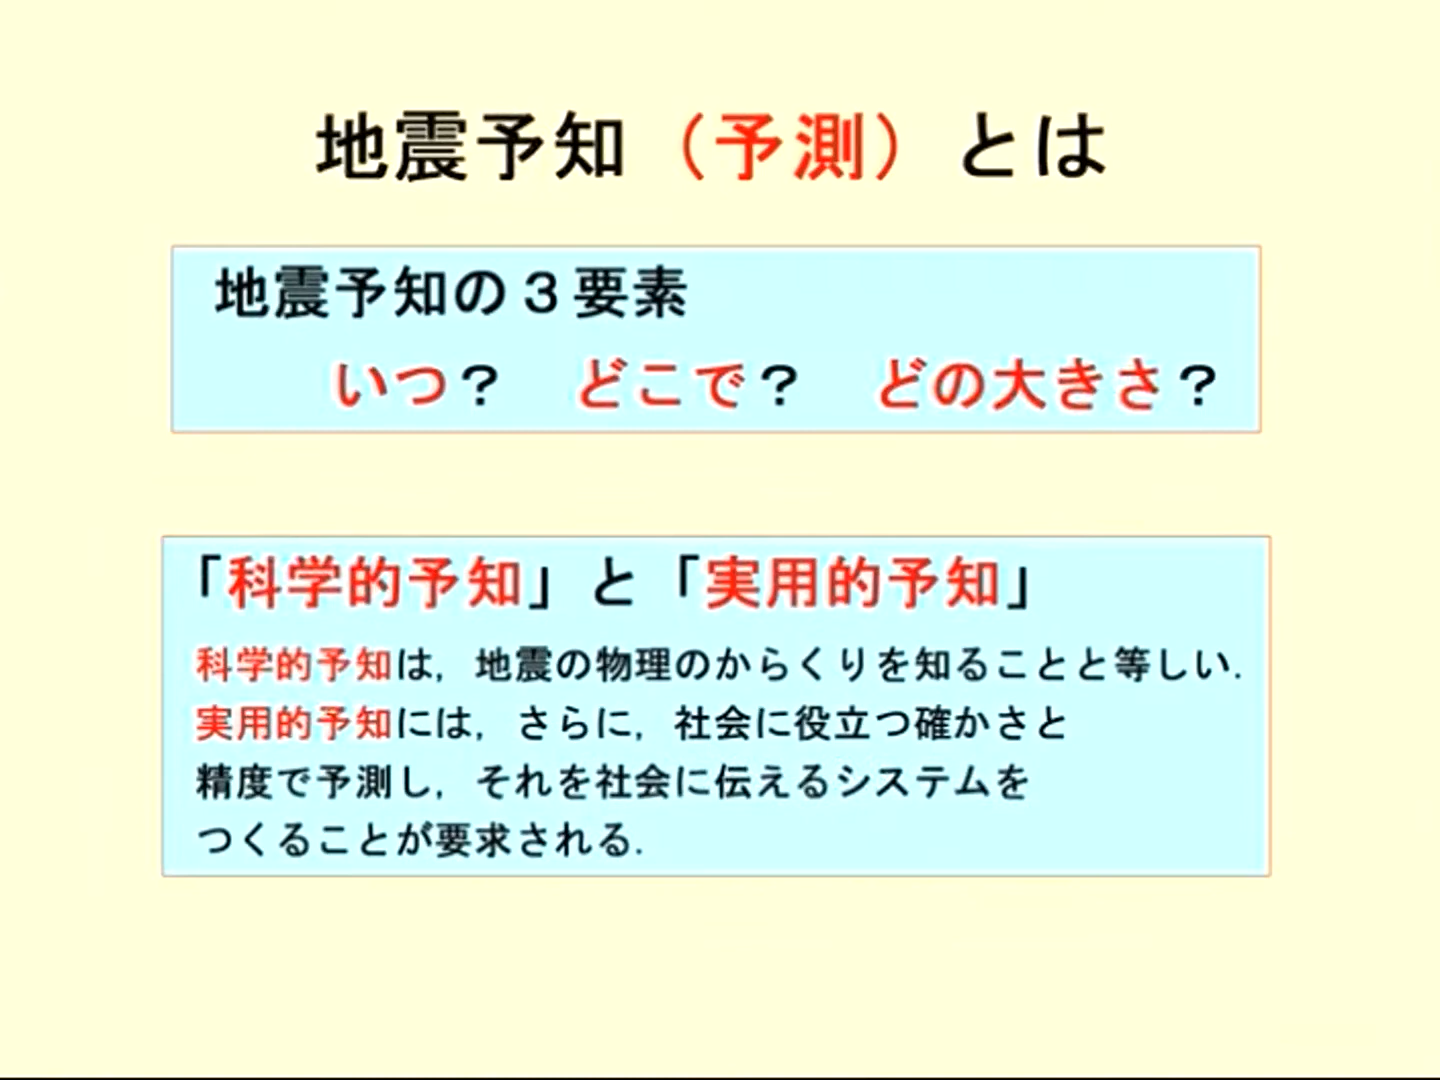 地震予知（予測）とは
地震予知の３要素
いつ？　どこで？　どの大きさ？
「科学的予知」と「実用的予知」
科学的予知は，地震の物理のからくりを知ることと等しい．
実用的予知には，さらに，社会に役立つ確かさと
精度で予測し，それを社会に伝えるシステムを
つくることが要求される．